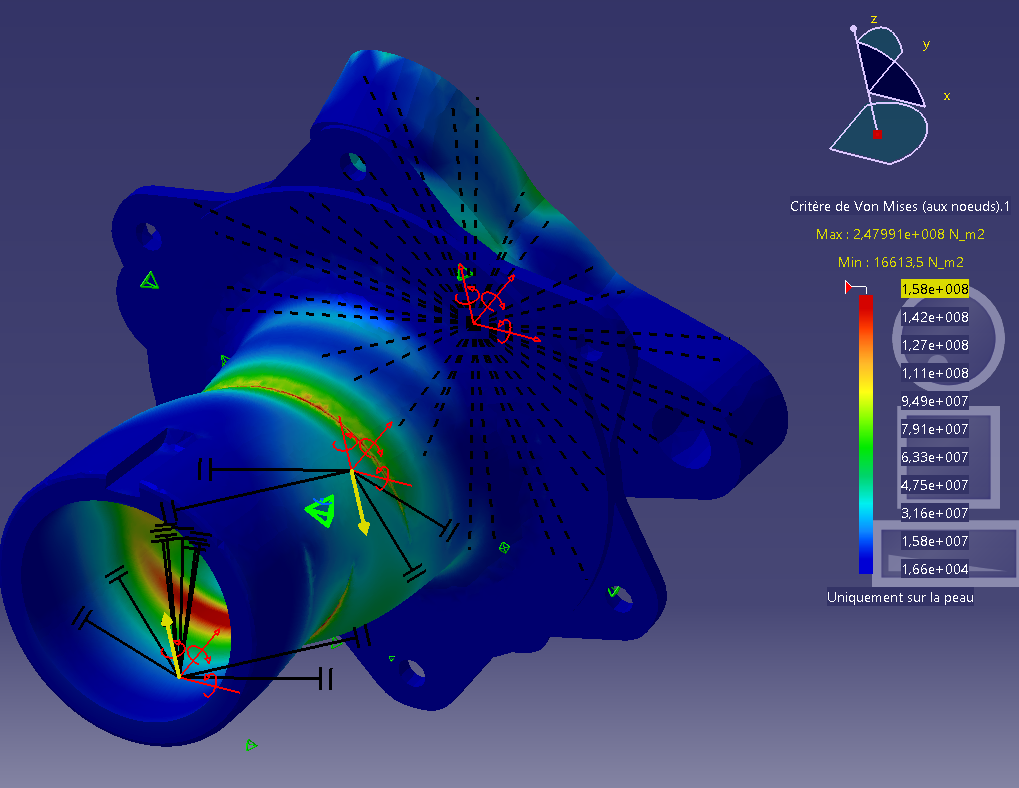 z
y
x
Critère de Von Mises (aux noeuds).1
Max : 2,47991e+008 N_m2
Min : 16613,5 N_m2
1,58e+008
1,42e+008
1,27e+008
1,11e+008
9,49e+007
7,91e+007
6,33e+007
4,75e+007
3,16e+007
1,58e+007
1,66e+004
Uniquement sur la peau